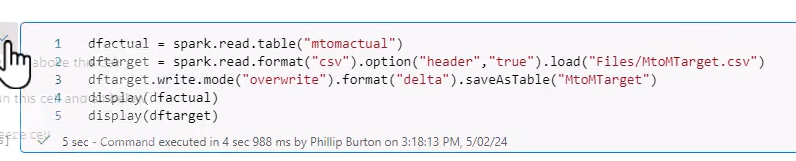 1 dfactual = spark.read.table("mtomactual")
2 dftarget = spark.read.format("csv").option("header","true").load("Files/MtoMTarget.csv")
3 dftarget.write.mode("overwrite").format("delta").saveAsTable("MtoMTarget")
4 display(dfactual)
5 display(dftarget)
5 sec - Command executed in 4 sec 988 ms by Phillip Burton on 3:18:13 PM, 5/02/24